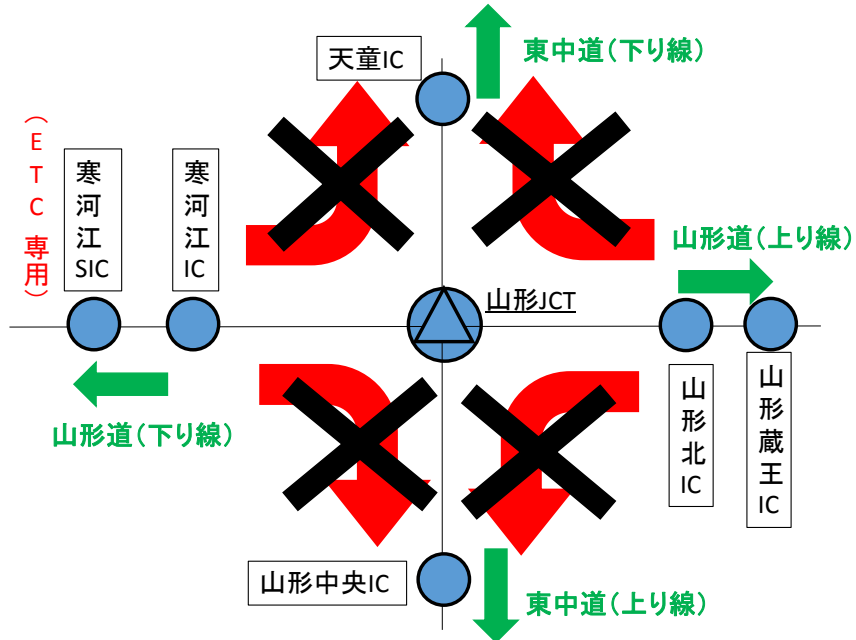 天童IC
東中道（下り線）
（ETC専用）
寒河江SIC
寒河江IC
山形道（上り線）
山形JCT
山形道（下り線）
山形北IC
山形蔵王IC
山形中央IC
東中道（上り線）